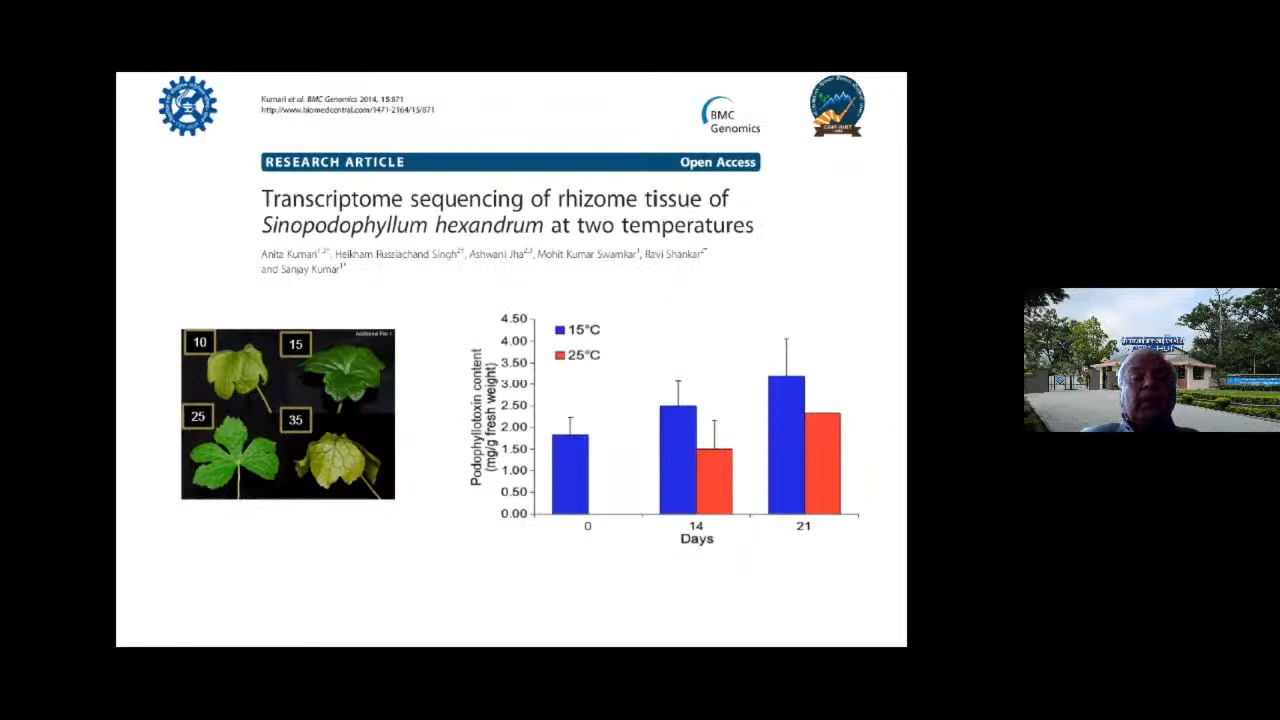 Kumari et al. BMC Genomics 2014, 15:871
http://www.biomedcentral.com/1471-2164/15/871
BMC
Genomics
RESEARCH ARTICLE Open Access
Transcriptome sequencing of rhizome tissue of
Sinopodophyllum hexandrum at two temperatures
Anita Kumari, Heikham Russiachand Singh, Ashwani Jha, Mohit Kumar Swarnkar, Ravi Shankar
and Sanjay Kumar
Additional File 1
10
15
25
35
Podophyllotoxin content
(mg/g fresh weight)
4.50
4.00
3.50
3.00
2.50
2.00
1.50
1.00
0.50
0.00
15°C
25°C
0
14
21
Days